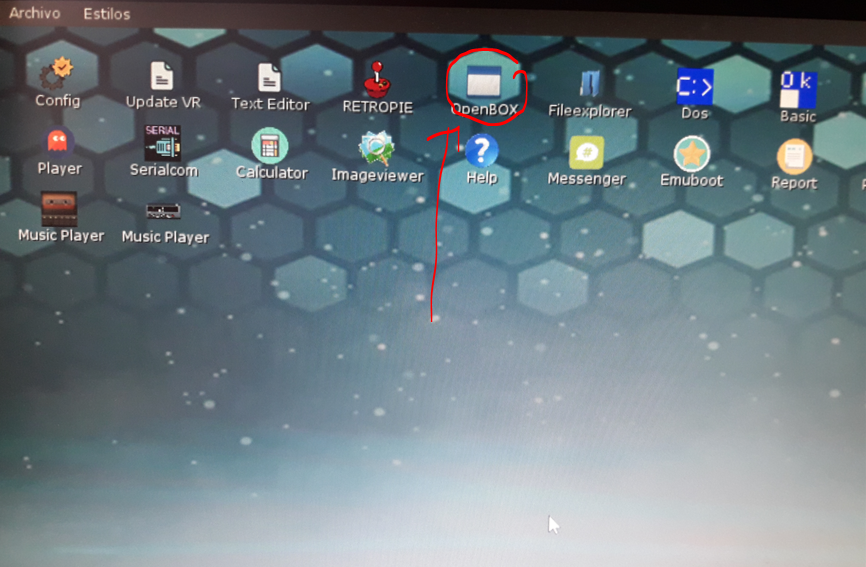 Archivo Estilos
Config Update VR Text Editor RETROPIE OpenBOX Fileexplorer Dos Basic
Player Serialcom Calculator Imageviewer Help Messenger Emuboot Report
Music Player Music Player
C:>
Ok
SERIAL
?
#